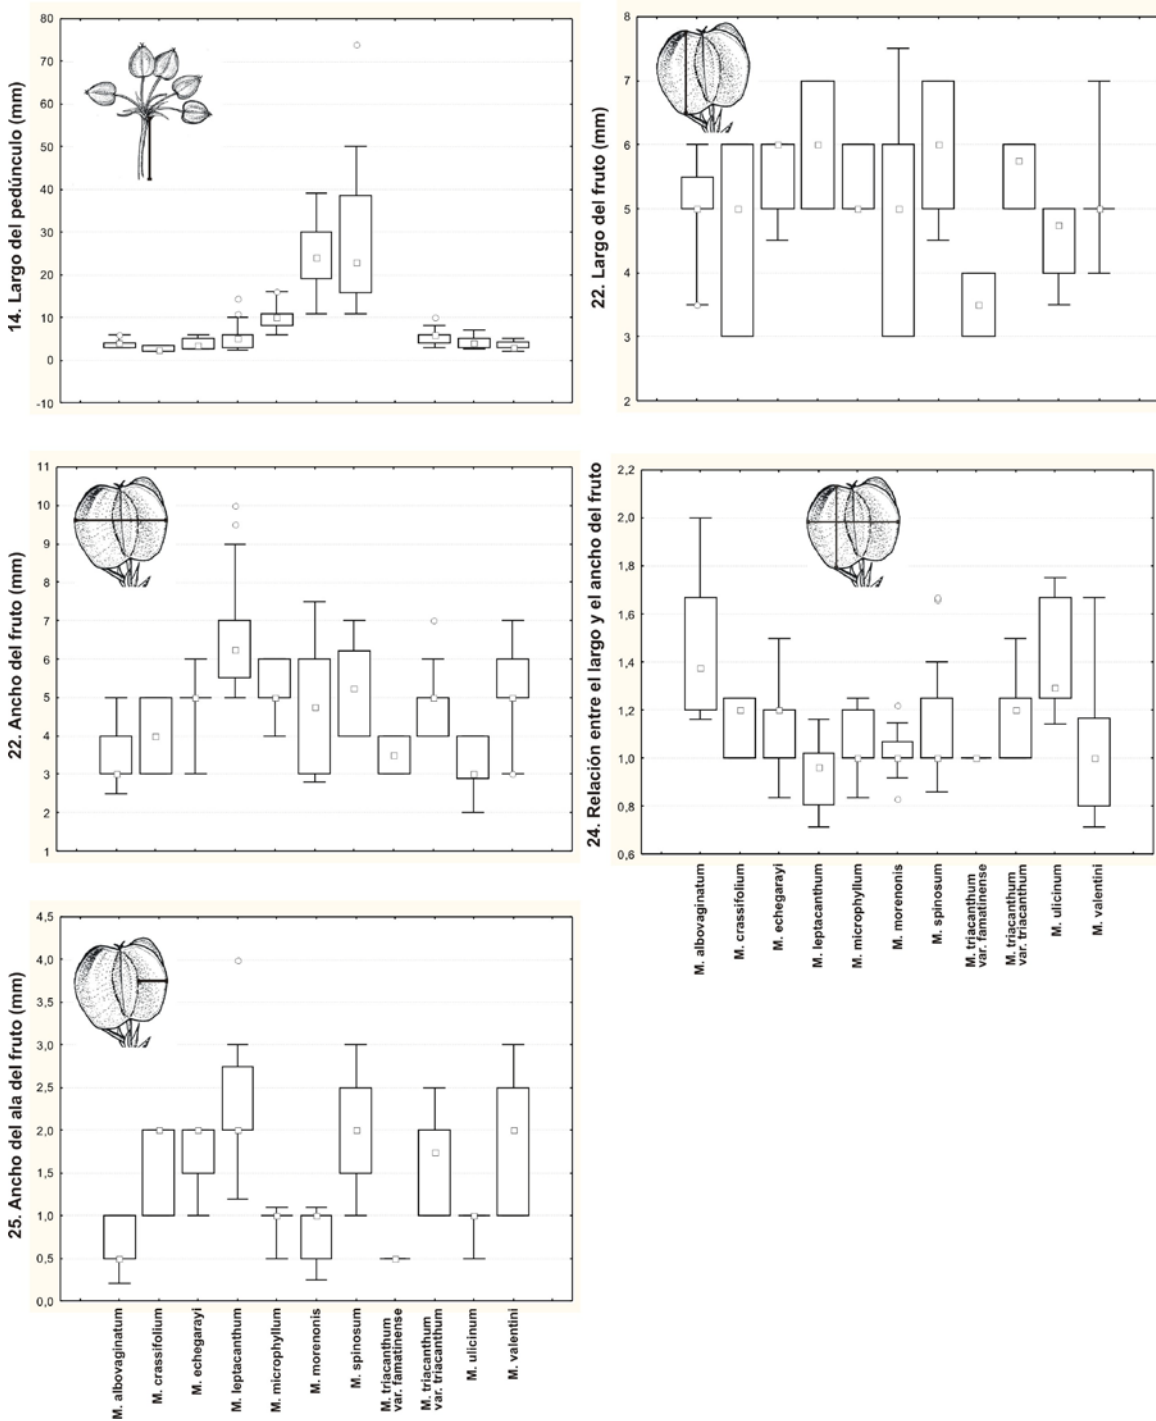 14. Largo del pedúnculo (mm)
80
70
60
50
40
30
20
10
0
-10
22. Largo del fruto (mm)
8
7
6
5
4
3
2
22. Ancho del fruto (mm)
11
10
9
8
7
6
5
4
3
2
1
24. Relación entre el largo y el ancho del fruto
2,2
2,0
1,8
1,6
1,4
1,2
1,0
0,8
0,6
M. albovaginatum
M. crassifolium
M. echegarayi
M. leptacanthum
M. microphyllum
M. morenonis
M. spinosum
M. triacanthum
var. famatinense
M. triacanthum
var. triacanthum
M. ulicinum
M. valentini
25. Ancho del ala del fruto (mm)
4,5
4,0
3,5
3,0
2,5
2,0
1,5
1,0
0,5
0,0
M. albovaginatum
M. crassifolium
M. echegarayi
M. leptacanthum
M. microphyllum
M. morenonis
M. spinosum
M. triacanthum
var. famatinense
M. triacanthum
var. triacanthum
M. ulicinum
M. valentini